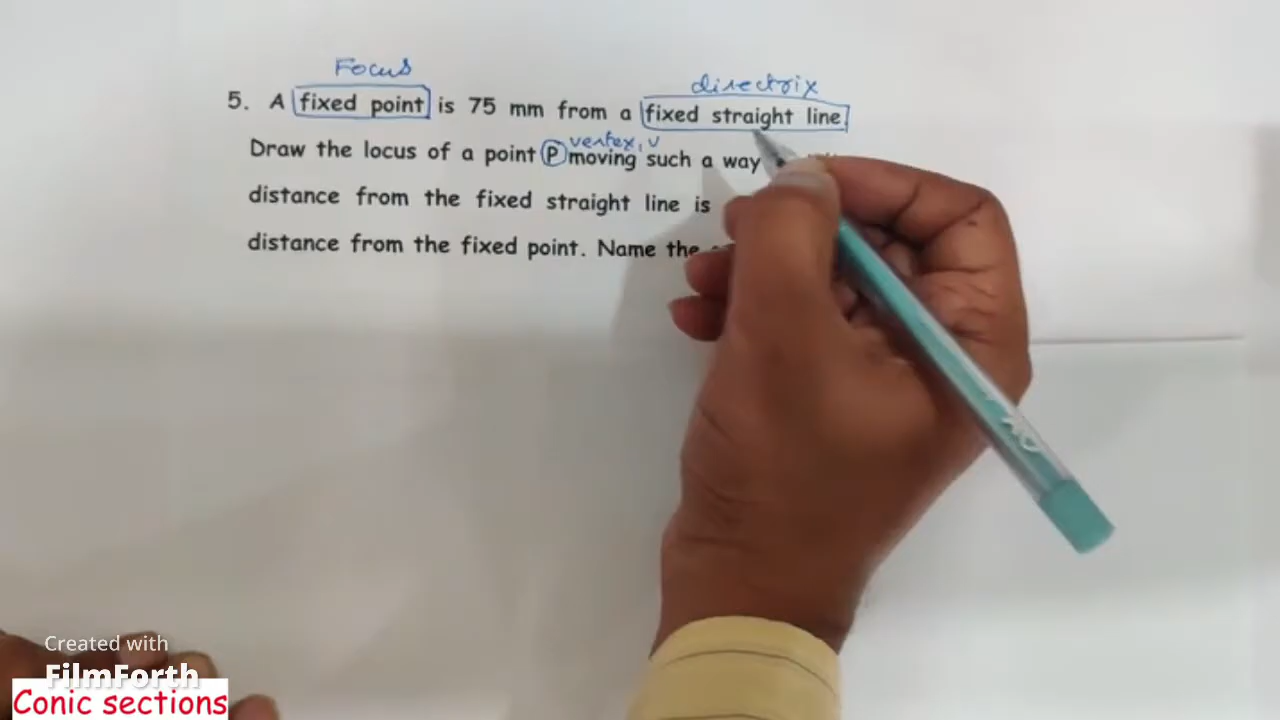 Focus
directrix
5. A fixed point is 75 mm from a fixed straight line.
vertex, V
Draw the locus of a point P moving such a way
distance from the fixed straight line is
distance from the fixed point. Name the
Created with
FilmForth
Conic sections